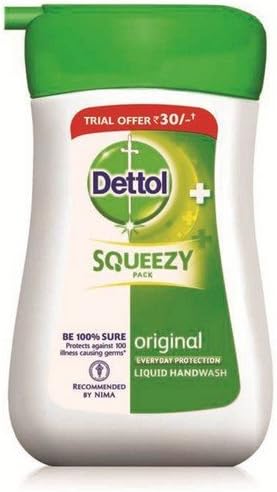 TRIAL OFFER ₹30/-†
Dettol
SQUEEZY
PACK
BE 100% SURE
Protects against 100
illness causing germs*
RECOMMENDED
BY NIMA
original
EVERYDAY PROTECTION
LIQUID HANDWASH